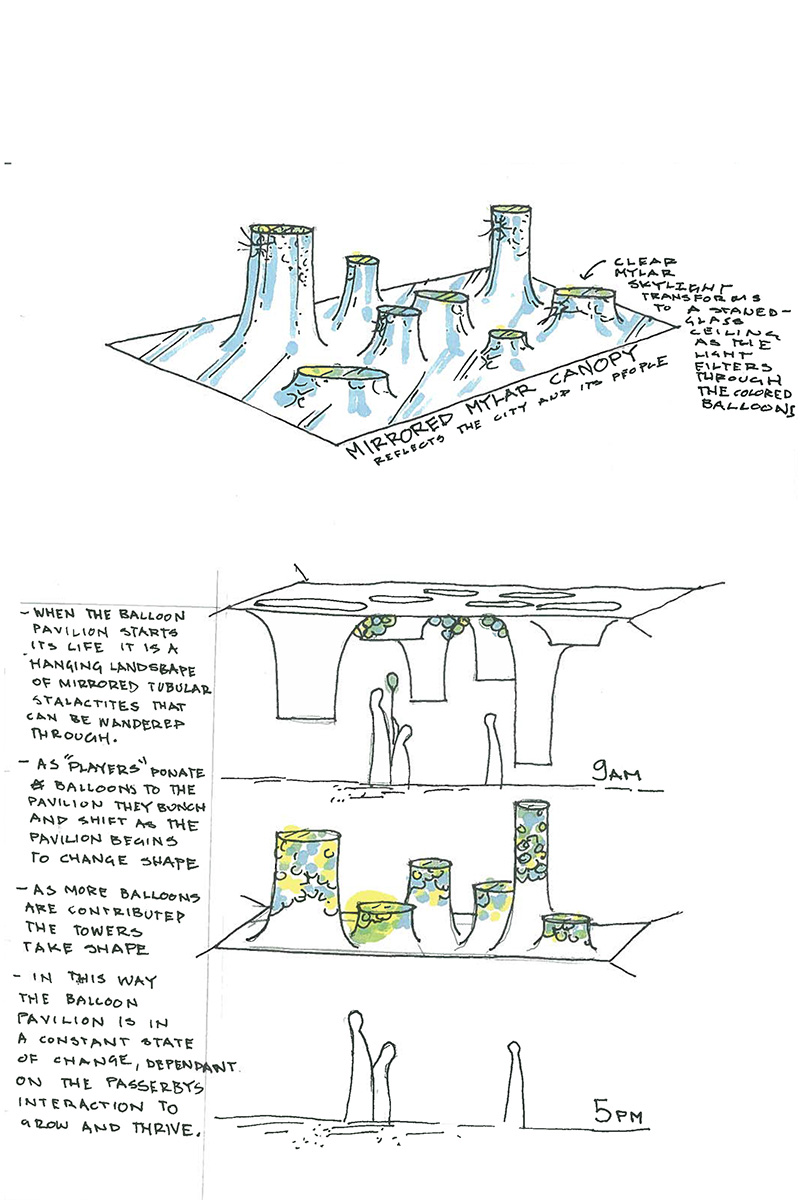 CLEAR
MYLAR
SKYLIGHT
TRANSFORMS
TO A STANED-
GLASS
CEILING
AS THE
LIGHT
FILTERS
THROUGH
THE COLORED
BALLOONS
MIRRORED MYLAR CANOPY
REFLECTS THE CITY AND ITS PEOPLE
- WHEN THE BALLOON
PAVILION STARTS
ITS LIFE IT IS A
HANGING LANDSBAPE
OF MIRRORED TUBULAR
STALACTITES THAT
CAN BE WANDERED
THROUGH.
- AS "PLAYERS" DONATE
BALLOONS TO THE
PAVILION THEY BUNCH
AND SHIFT AS THE
PAVILION BEGINS
TO CHANGE SHAPE
- AS MORE BALLOONS
ARE CONTRIBUTED
THE TOWERS
TAKE SHAPE
- IN THIS WAY
THE BALLOON
PAVILION IS IN
A CONSTANT STATE
OF CHANGE, DEPENDANT
ON THE PASSERBYS
INTERACTION TO
GROW AND THRIVE.
9AM
5PM